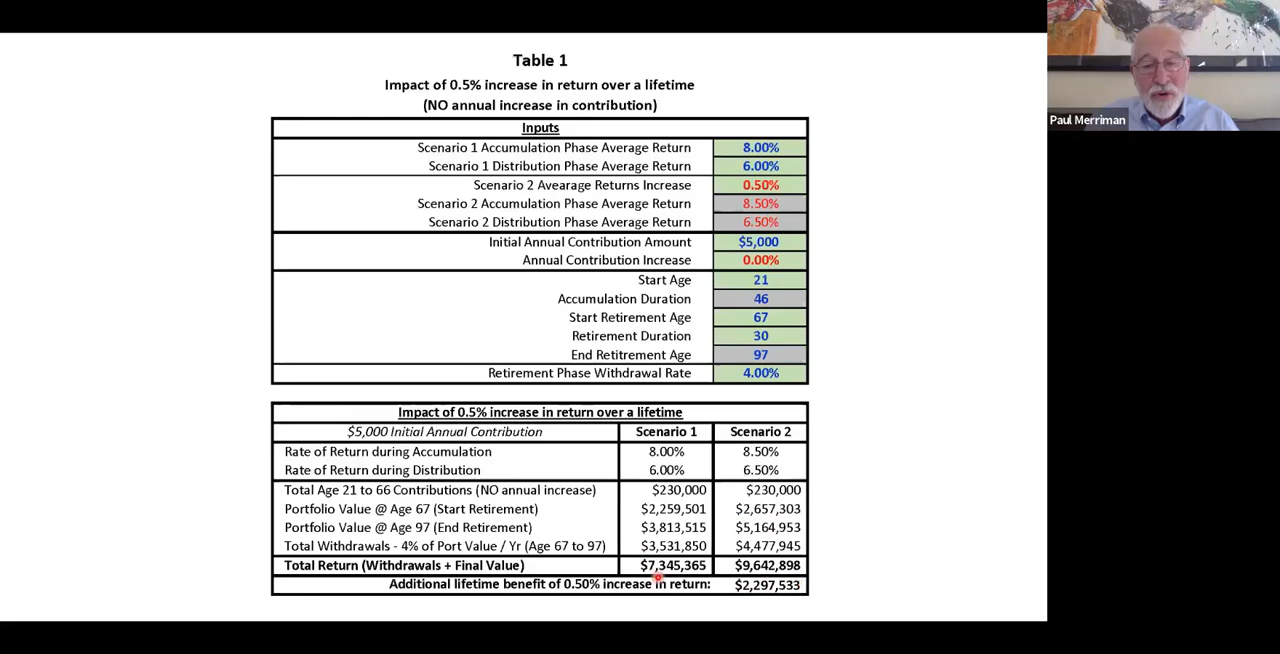 Table 1
Impact of 0.5% increase in return over a lifetime
(NO annual increase in contribution)
Inputs
Scenario 1 Accumulation Phase Average Return 8.00%
Scenario 1 Distribution Phase Average Return 6.00%
Scenario 2 Avearage Returns Increase 0.50%
Scenario 2 Accumulation Phase Average Return 8.50%
Scenario 2 Distribution Phase Average Return 6.50%
Initial Annual Contribution Amount $5,000
Annual Contribution Increase 0.00%
Start Age 21
Accumulation Duration 46
Start Retirement Age 67
Retirement Duration 30
End Retitrement Age 97
Retirement Phase Withdrawal Rate 4.00%
Impact of 0.5% increase in return over a lifetime
$5,000 Initial Annual Contribution Scenario 1 Scenario 2
Rate of Return during Accumulation 8.00% 8.50%
Rate of Return during Distribution 6.00% 6.50%
Total Age 21 to 66 Contributions (NO annual increase) $230,000 $230,000
Portfolio Value @ Age 67 (Start Retirement) $2,259,501 $2,657,303
Portfolio Value @ Age 97 (End Retirement) $3,813,515 $5,164,953
Total Withdrawals - 4% of Port Value / Yr (Age 67 to 97) $3,531,850 $4,477,945
Total Return (Withdrawals + Final Value) $7,345,365 $9,642,898
Additional lifetime benefit of 0.50% increase in return: $2,297,533
Paul Merriman